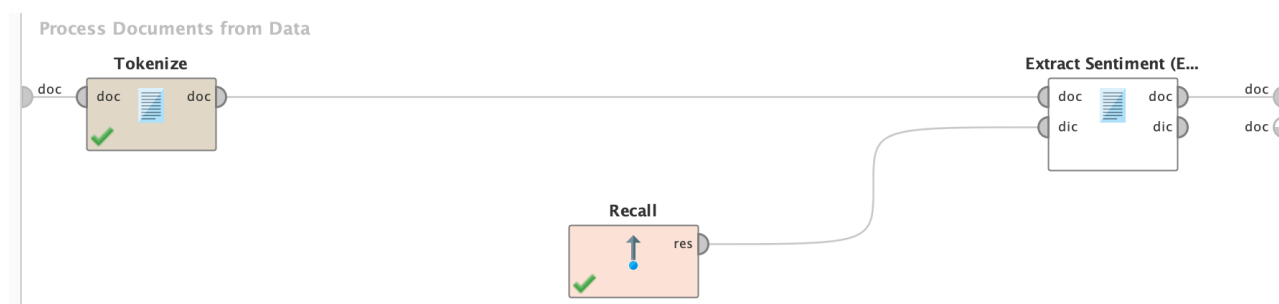 Process Documents from Data
Tokenize
Extract Sentiment (E...
doc
doc
doc
doc
doc
doc
dic
dic
doc
Recall
res